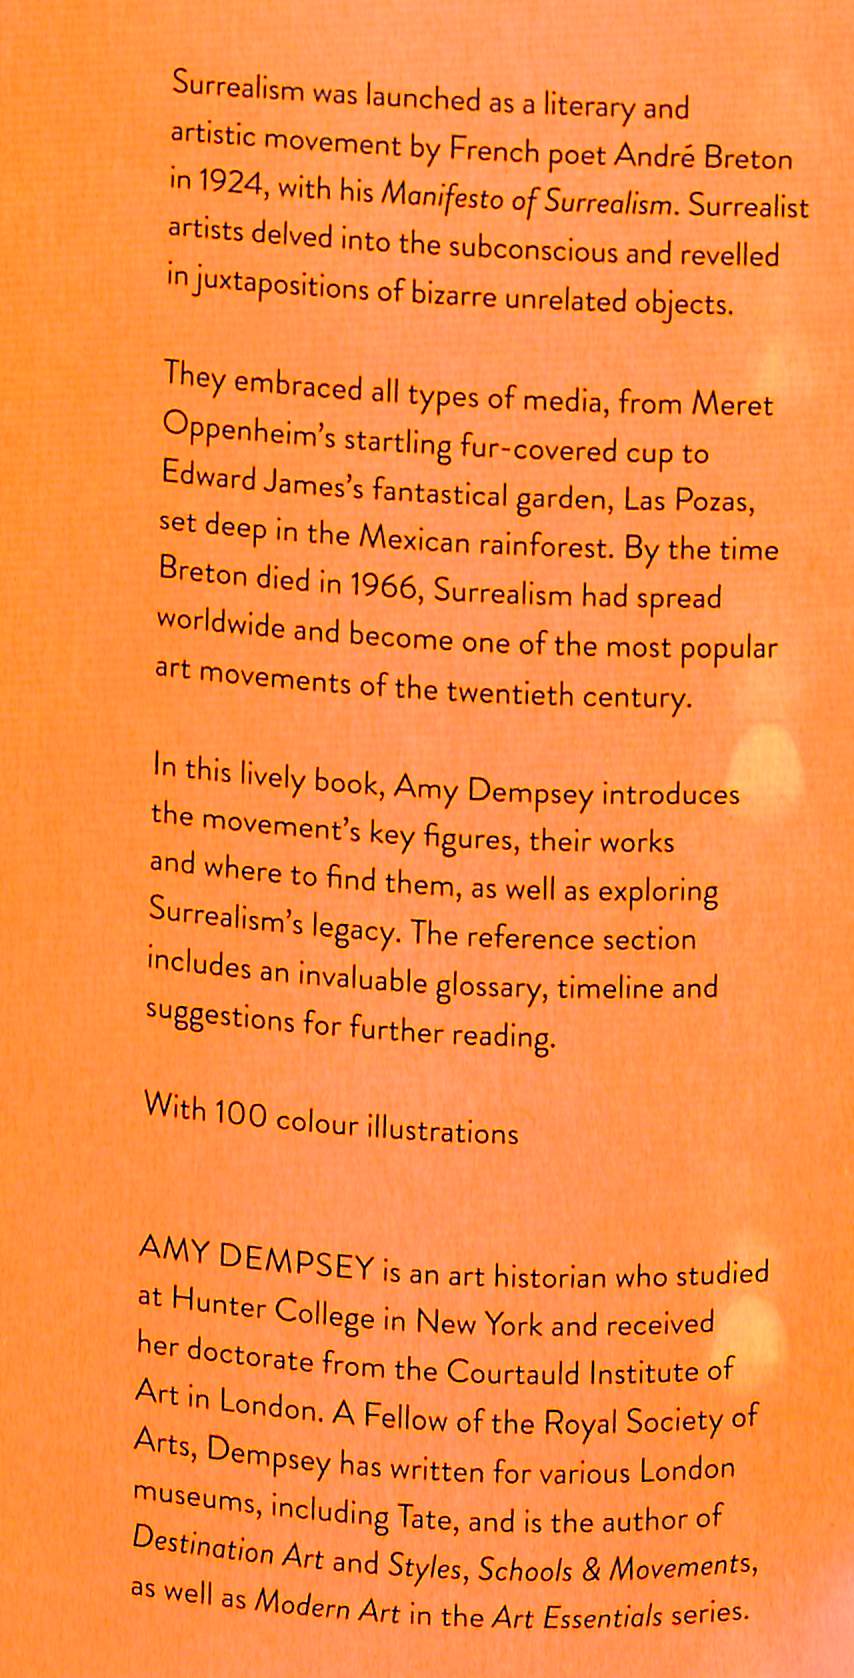 Surrealism was launched as a literary and
artistic movement by French poet André Breton
in 1924, with his Manifesto of Surrealism. Surrealist
artists delved into the subconscious and revelled
in juxtapositions of bizarre unrelated objects.
They embraced all types of media, from Meret
Oppenheim's startling fur-covered cup to
Edward James's fantastical garden, Las Pozas,
set deep in the Mexican rainforest. By the time
Breton died in 1966, Surrealism had spread
worldwide and become one of the most popular
art movements of the twentieth century.
In this lively book, Amy Dempsey introduces
the movement's key figures, their works
and where to find them, as well as exploring
Surrealism's legacy. The reference section
includes an invaluable glossary, timeline and
suggestions for further reading.
With 100 colour illustrations
AMY DEMPSEY is an art historian who studied
at Hunter College in New York and received
her doctorate from the Courtauld Institute of
Art in London. A Fellow of the Royal Society of
Arts, Dempsey has written for various London
museums, including Tate, and is the author of
Destination Art and Styles, Schools & Movements,
as well as Modern Art in the Art Essentials series.